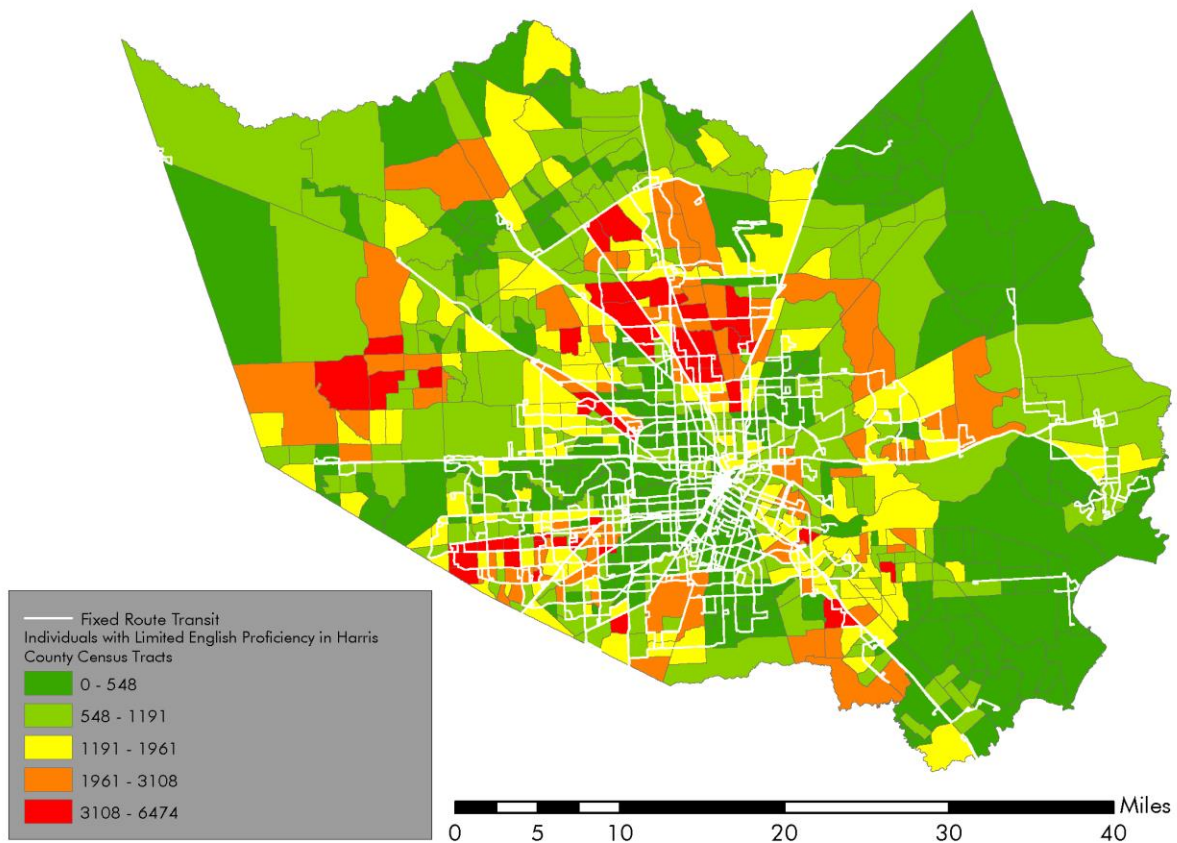 Fixed Route Transit
Individuals with Limited English Proficiency in Harris
County Census Tracts
0 - 548
548 - 1191
1191 - 1961
1961 - 3108
3108 - 6474
Miles
0 5 10 20 30 40